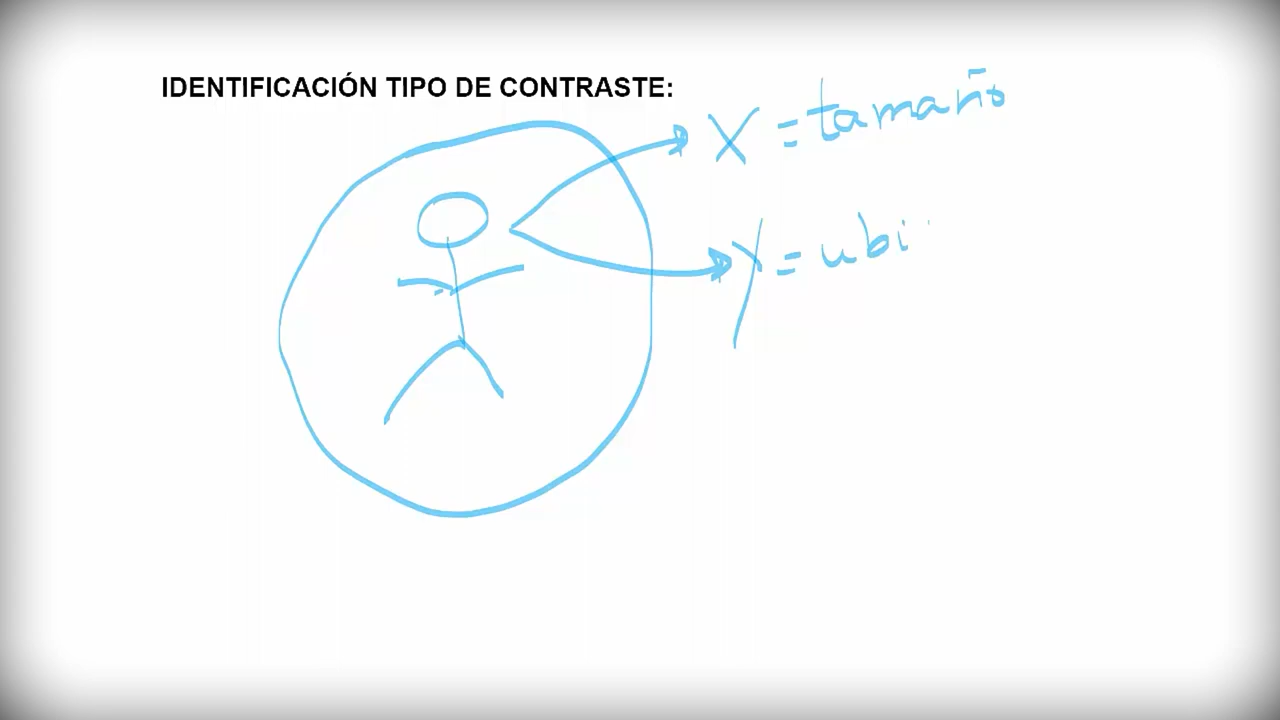 IDENTIFICACIÓN TIPO DE CONTRASTE:
X = tamaño
Y = ubi